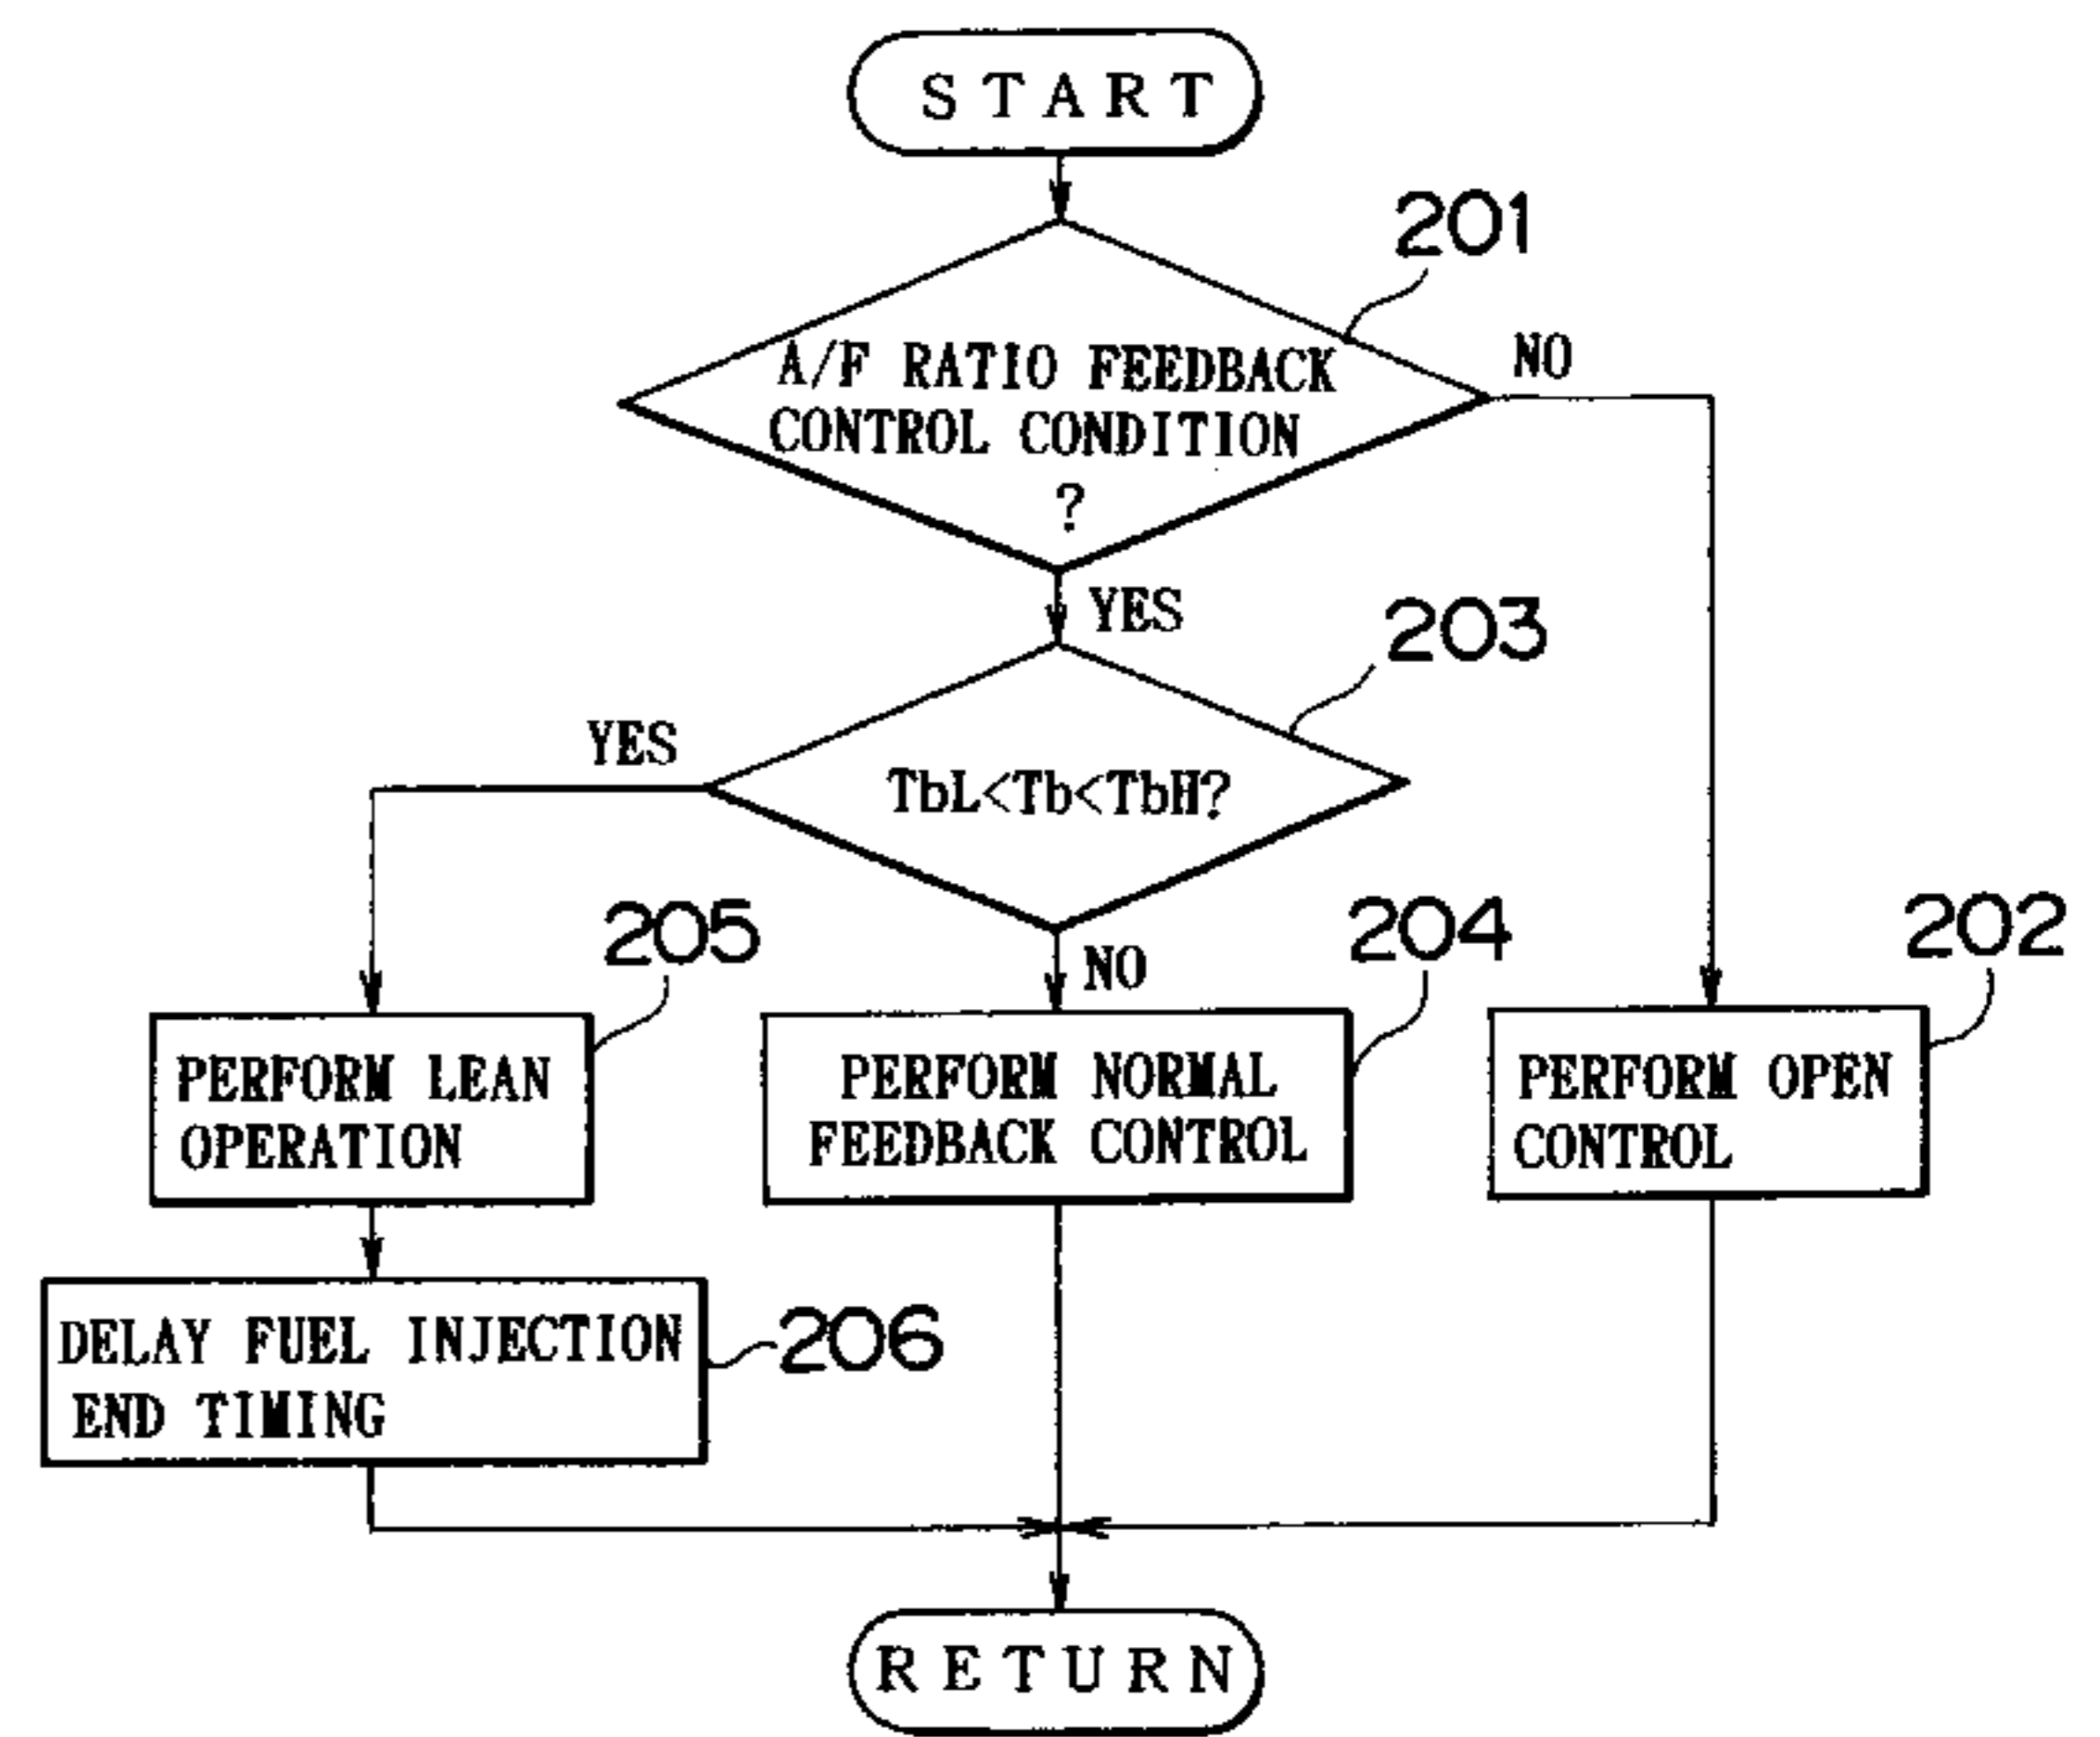 START
201
A/F RATIO FEEDBACK
CONTROL CONDITION
?
NO
YES
203
YES
TbL<Tb<TbH?
NO
205
204
202
PERFORM LEAN
OPERATION
PERFORM NORMAL
FEEDBACK CONTROL
PERFORM OPEN
CONTROL
DELAY FUEL INJECTION
END TIMING
206
RETURN